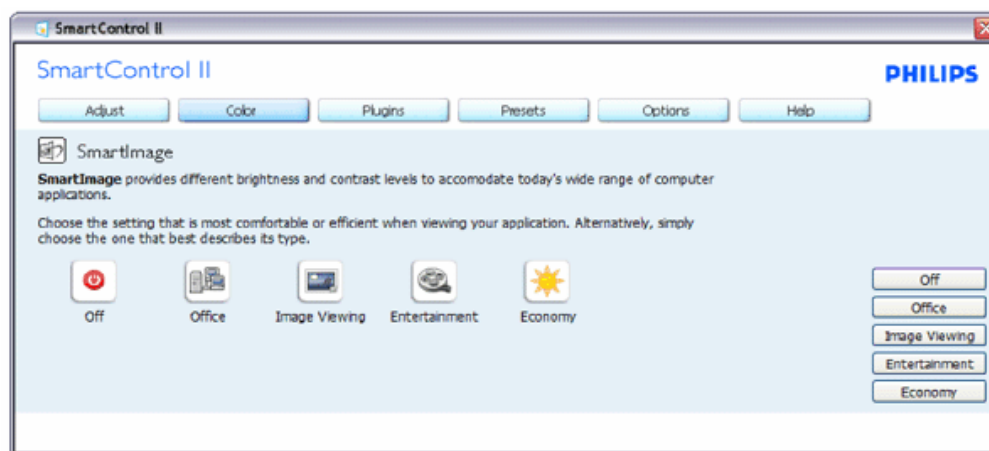 SmartControl II
SmartControl II
PHILIPS
Adjust
Color
Plugins
Presets
Options
Help
SmartImage
SmartImage provides different brightness and contrast levels to accomodate today's wide range of computer
applications.
Choose the setting that is most comfortable or efficient when viewing your application. Alternatively, simply
choose the one that best describes its type.
Off
Office
Image Viewing
Entertainment
Economy
Off
Office
Image Viewing
Entertainment
Economy